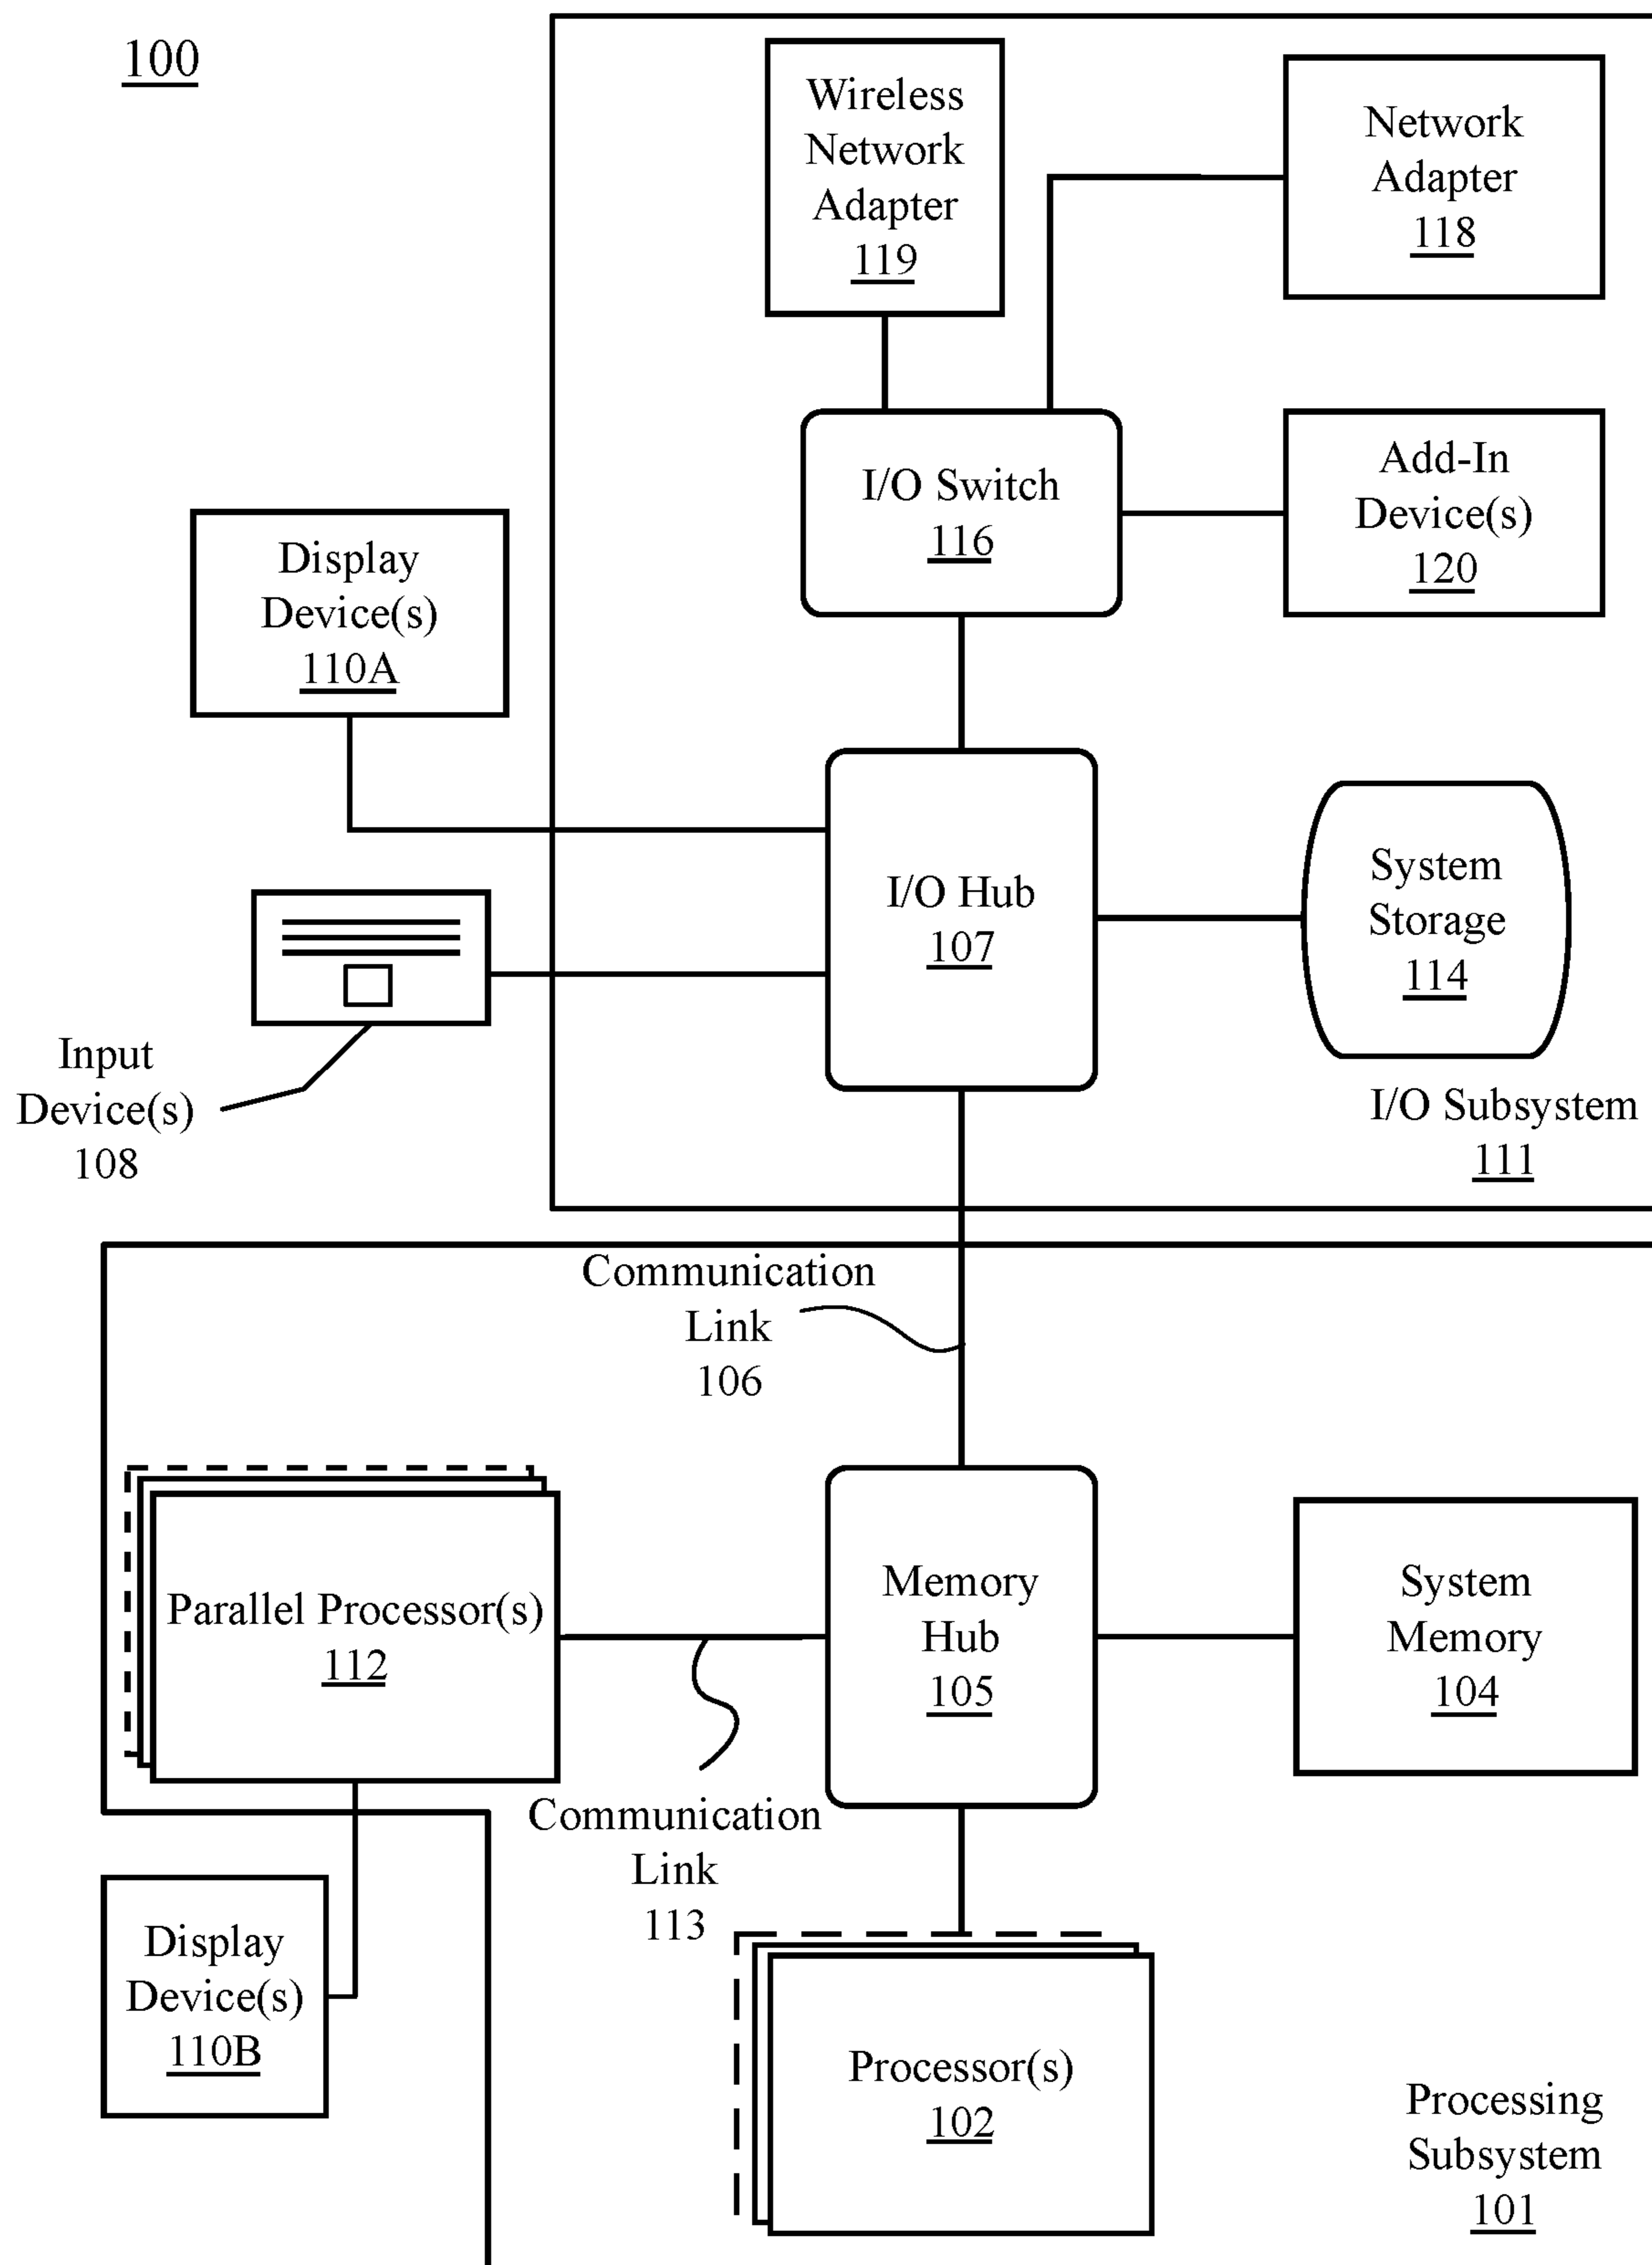 100
Wireless
Network
Adapter
119
Network
Adapter
118
I/O Switch
116
Add-In
Device(s)
120
Display
Device(s)
110A
I/O Hub
107
System
Storage
114
Input
Device(s)
108
I/O Subsystem
111
Communication
Link
106
Parallel Processor(s)
112
Memory
Hub
105
System
Memory
104
Communication
Link
113
Display
Device(s)
110B
Processor(s)
102
Processing
Subsystem
101